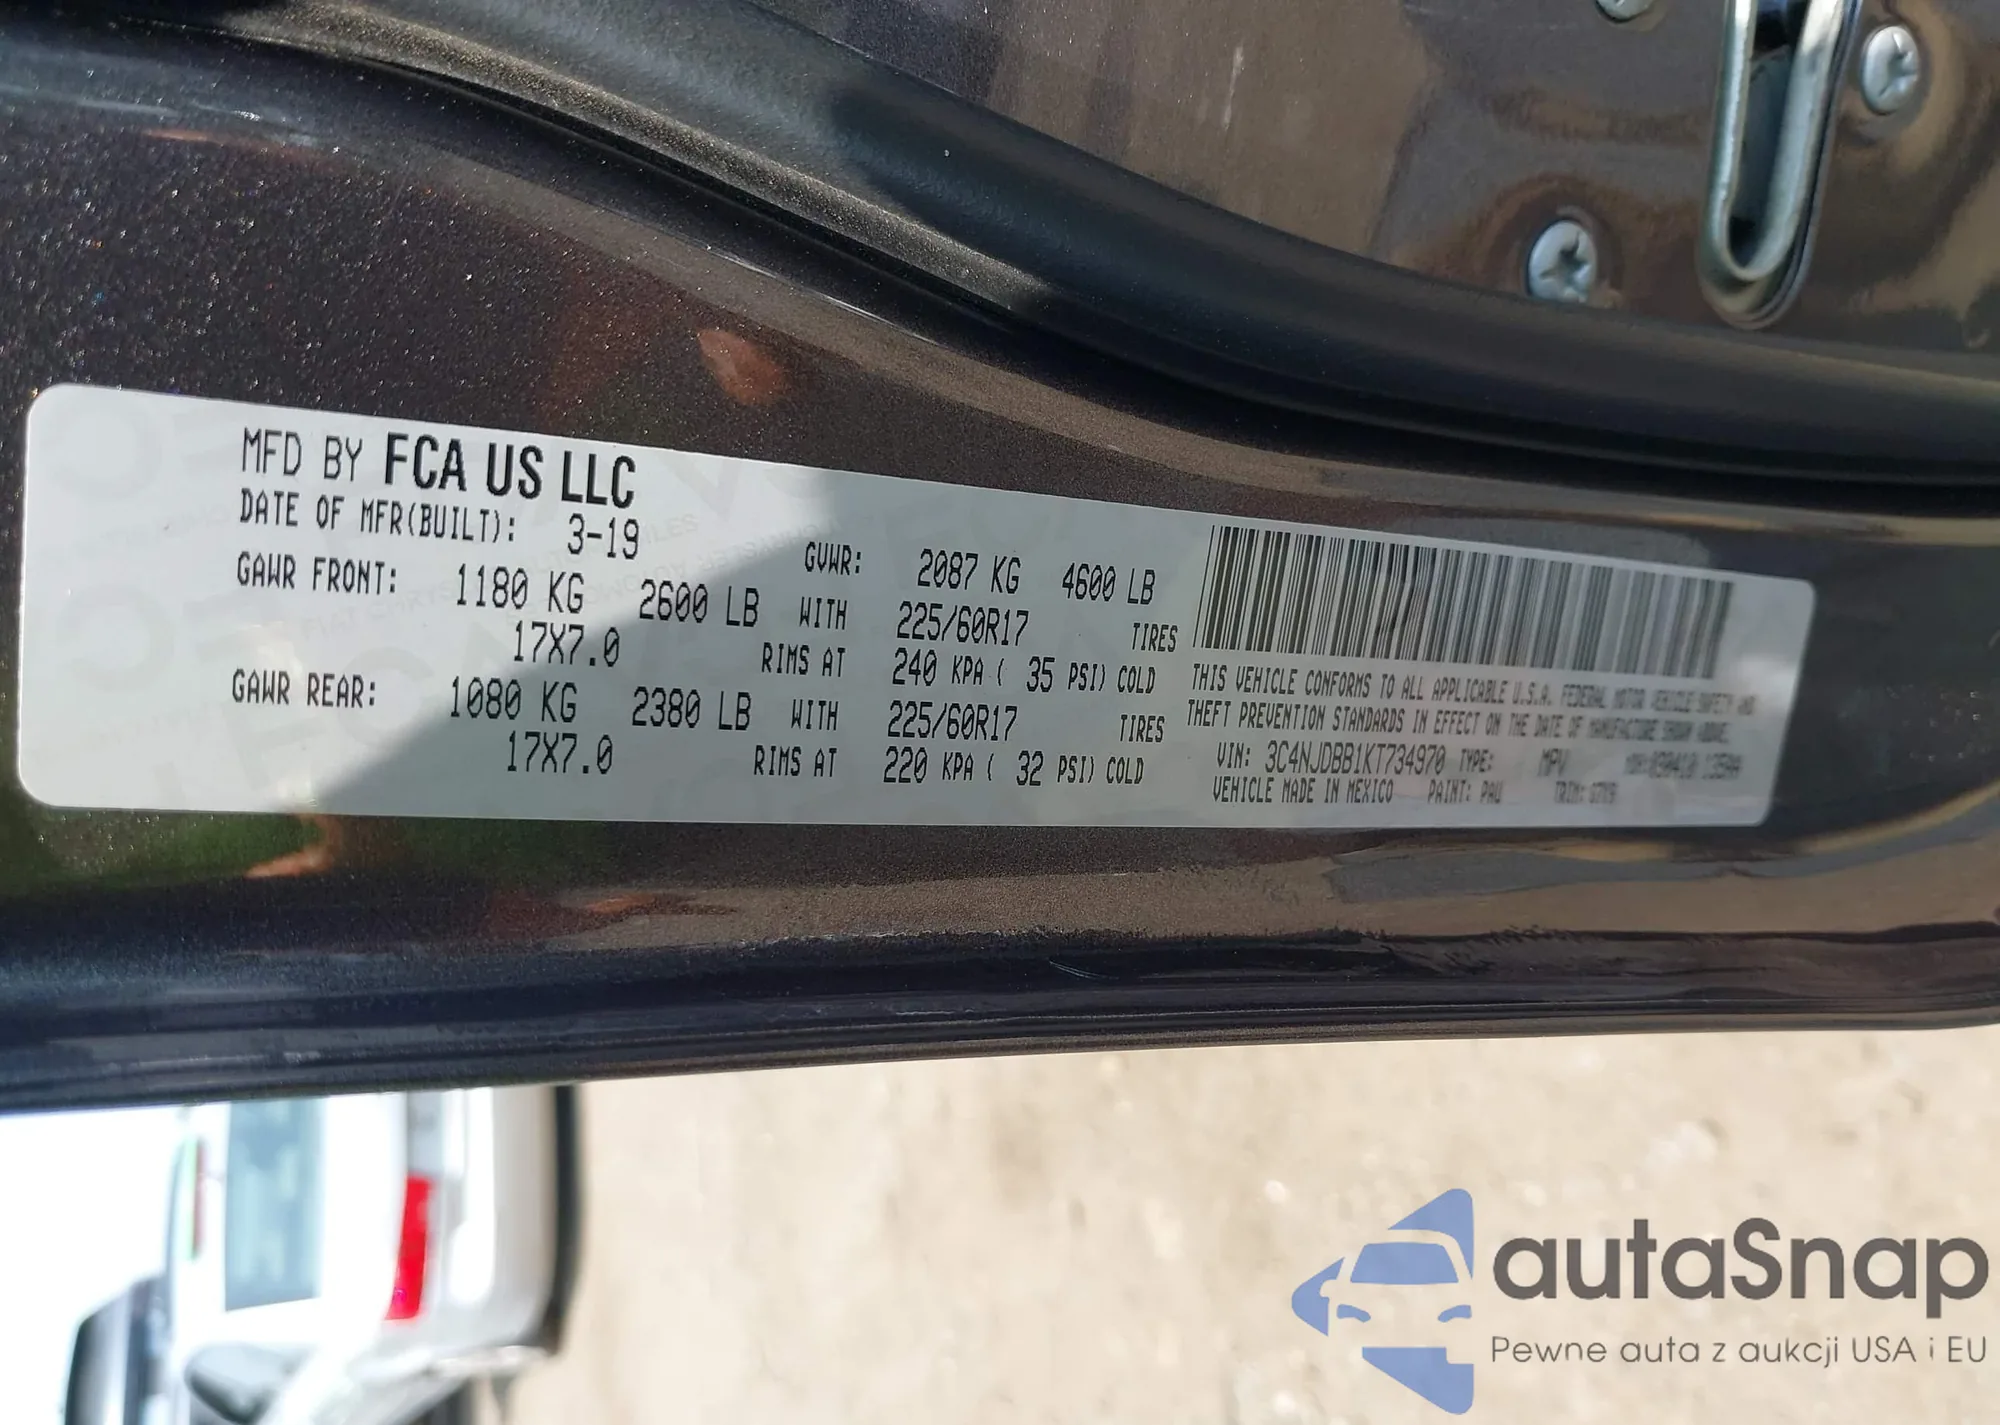 MFD BY FCA US LLC
DATE OF MFR(BUILT): 3-19
GVWR: 2087 KG 4600 LB
GAWR FRONT: 1180 KG 2600 LB WITH 225/60R17 TIRES
17X7.0 RIMS AT 240 KPA ( 35 PSI) COLD
GAWR REAR: 1080 KG 2380 LB WITH 225/60R17 TIRES
17X7.0 RIMS AT 220 KPA ( 32 PSI) COLD
THIS VEHICLE CONFORMS TO ALL APPLICABLE U.S.A. FEDERAL MOTOR VEHICLE SAFETY AND
THEFT PREVENTION STANDARDS IN EFFECT ON THE DATE OF MANUFACTURE SHOWN ABOVE.
VIN: 3C4NJDBB1KT734970 TYPE: MPV
VEHICLE MADE IN MEXICO PAINT: PAU TRIM:
autaSnap
Pewne auta z aukcji USA i EU